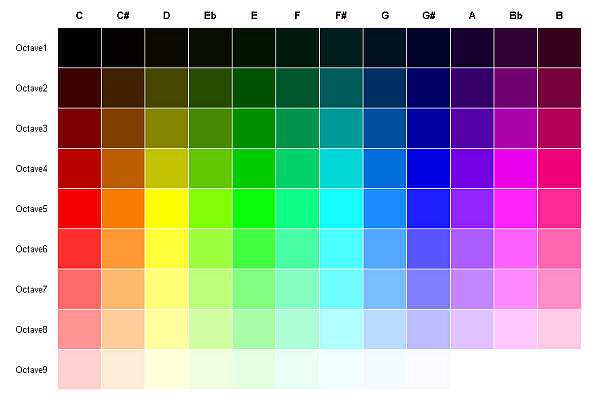 C C# D Eb E F F# G G# A Bb B
Octave1
Octave2
Octave3
Octave4
Octave5
Octave6
Octave7
Octave8
Octave9